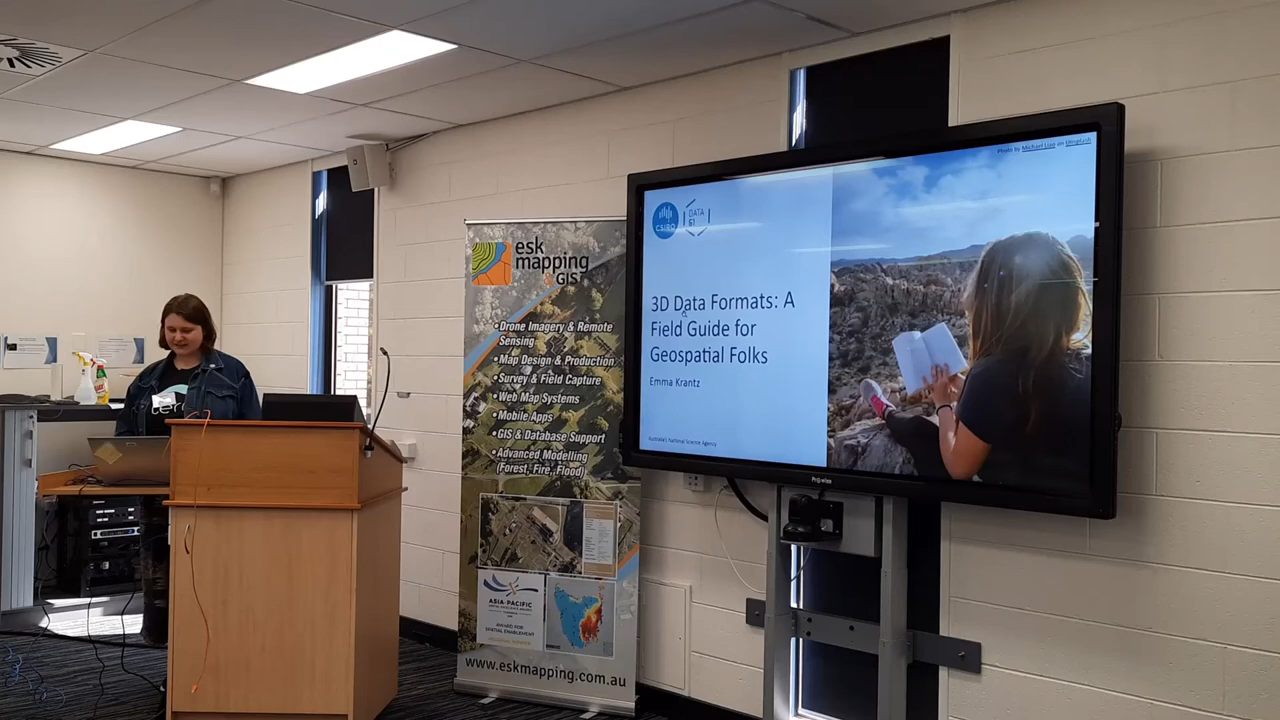 esk
mapping
& GIS
•Drone Imagery & Remote
Sensing
•Map Design & Production
•Survey & Field Capture
•Web Map Systems
•Mobile Apps
•GIS & Database Support
•Advanced Modelling
(Forest, Fire, Flood)
ASIA-PACIFIC
AWARD FOR
SPATIAL ENABLEMENT
www.eskmapping.com.au
Photo by Michael Liao on Unsplash
CSIRO
DATA
61
3D Data Formats: A
Field Guide for
Geospatial Folks
Emma Krantz
Australia's National Science Agency
Prowise